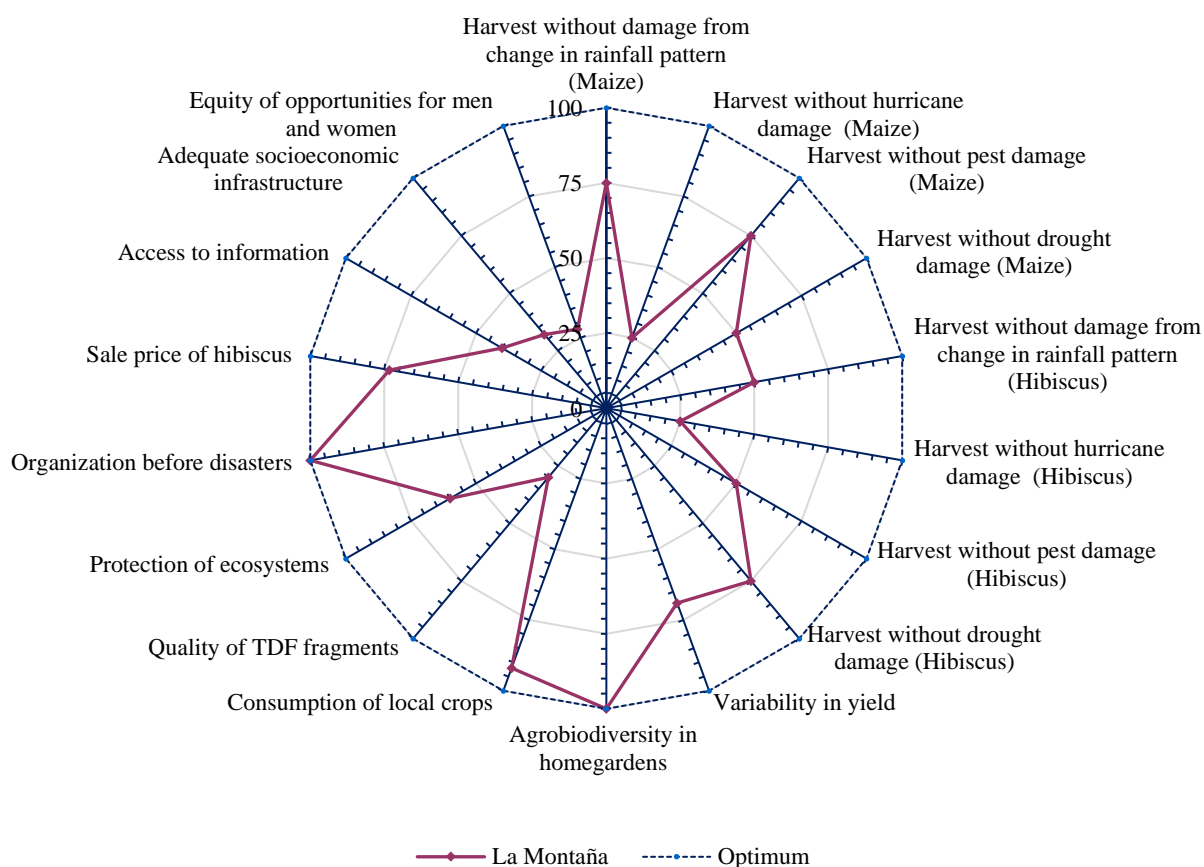 Harvest without damage from
change in rainfall pattern
(Maize)
Harvest without hurricane
damage  (Maize)
Harvest without pest damage
(Maize)
Harvest without drought
damage (Maize)
Harvest without damage from
change in rainfall pattern
(Hibiscus)
Harvest without hurricane
damage  (Hibiscus)
Harvest without pest damage
(Hibiscus)
Harvest without drought
damage (Hibiscus)
Variability in yield
Agrobiodiversity in
homegardens
Consumption of local crops
Quality of TDF fragments
Protection of ecosystems
Organization before disasters
Sale price of hibiscus
Access to information
Adequate socioeconomic
infrastructure
Equity of opportunities for men
and women
100
75
50
25
0
La Montaña
Optimum